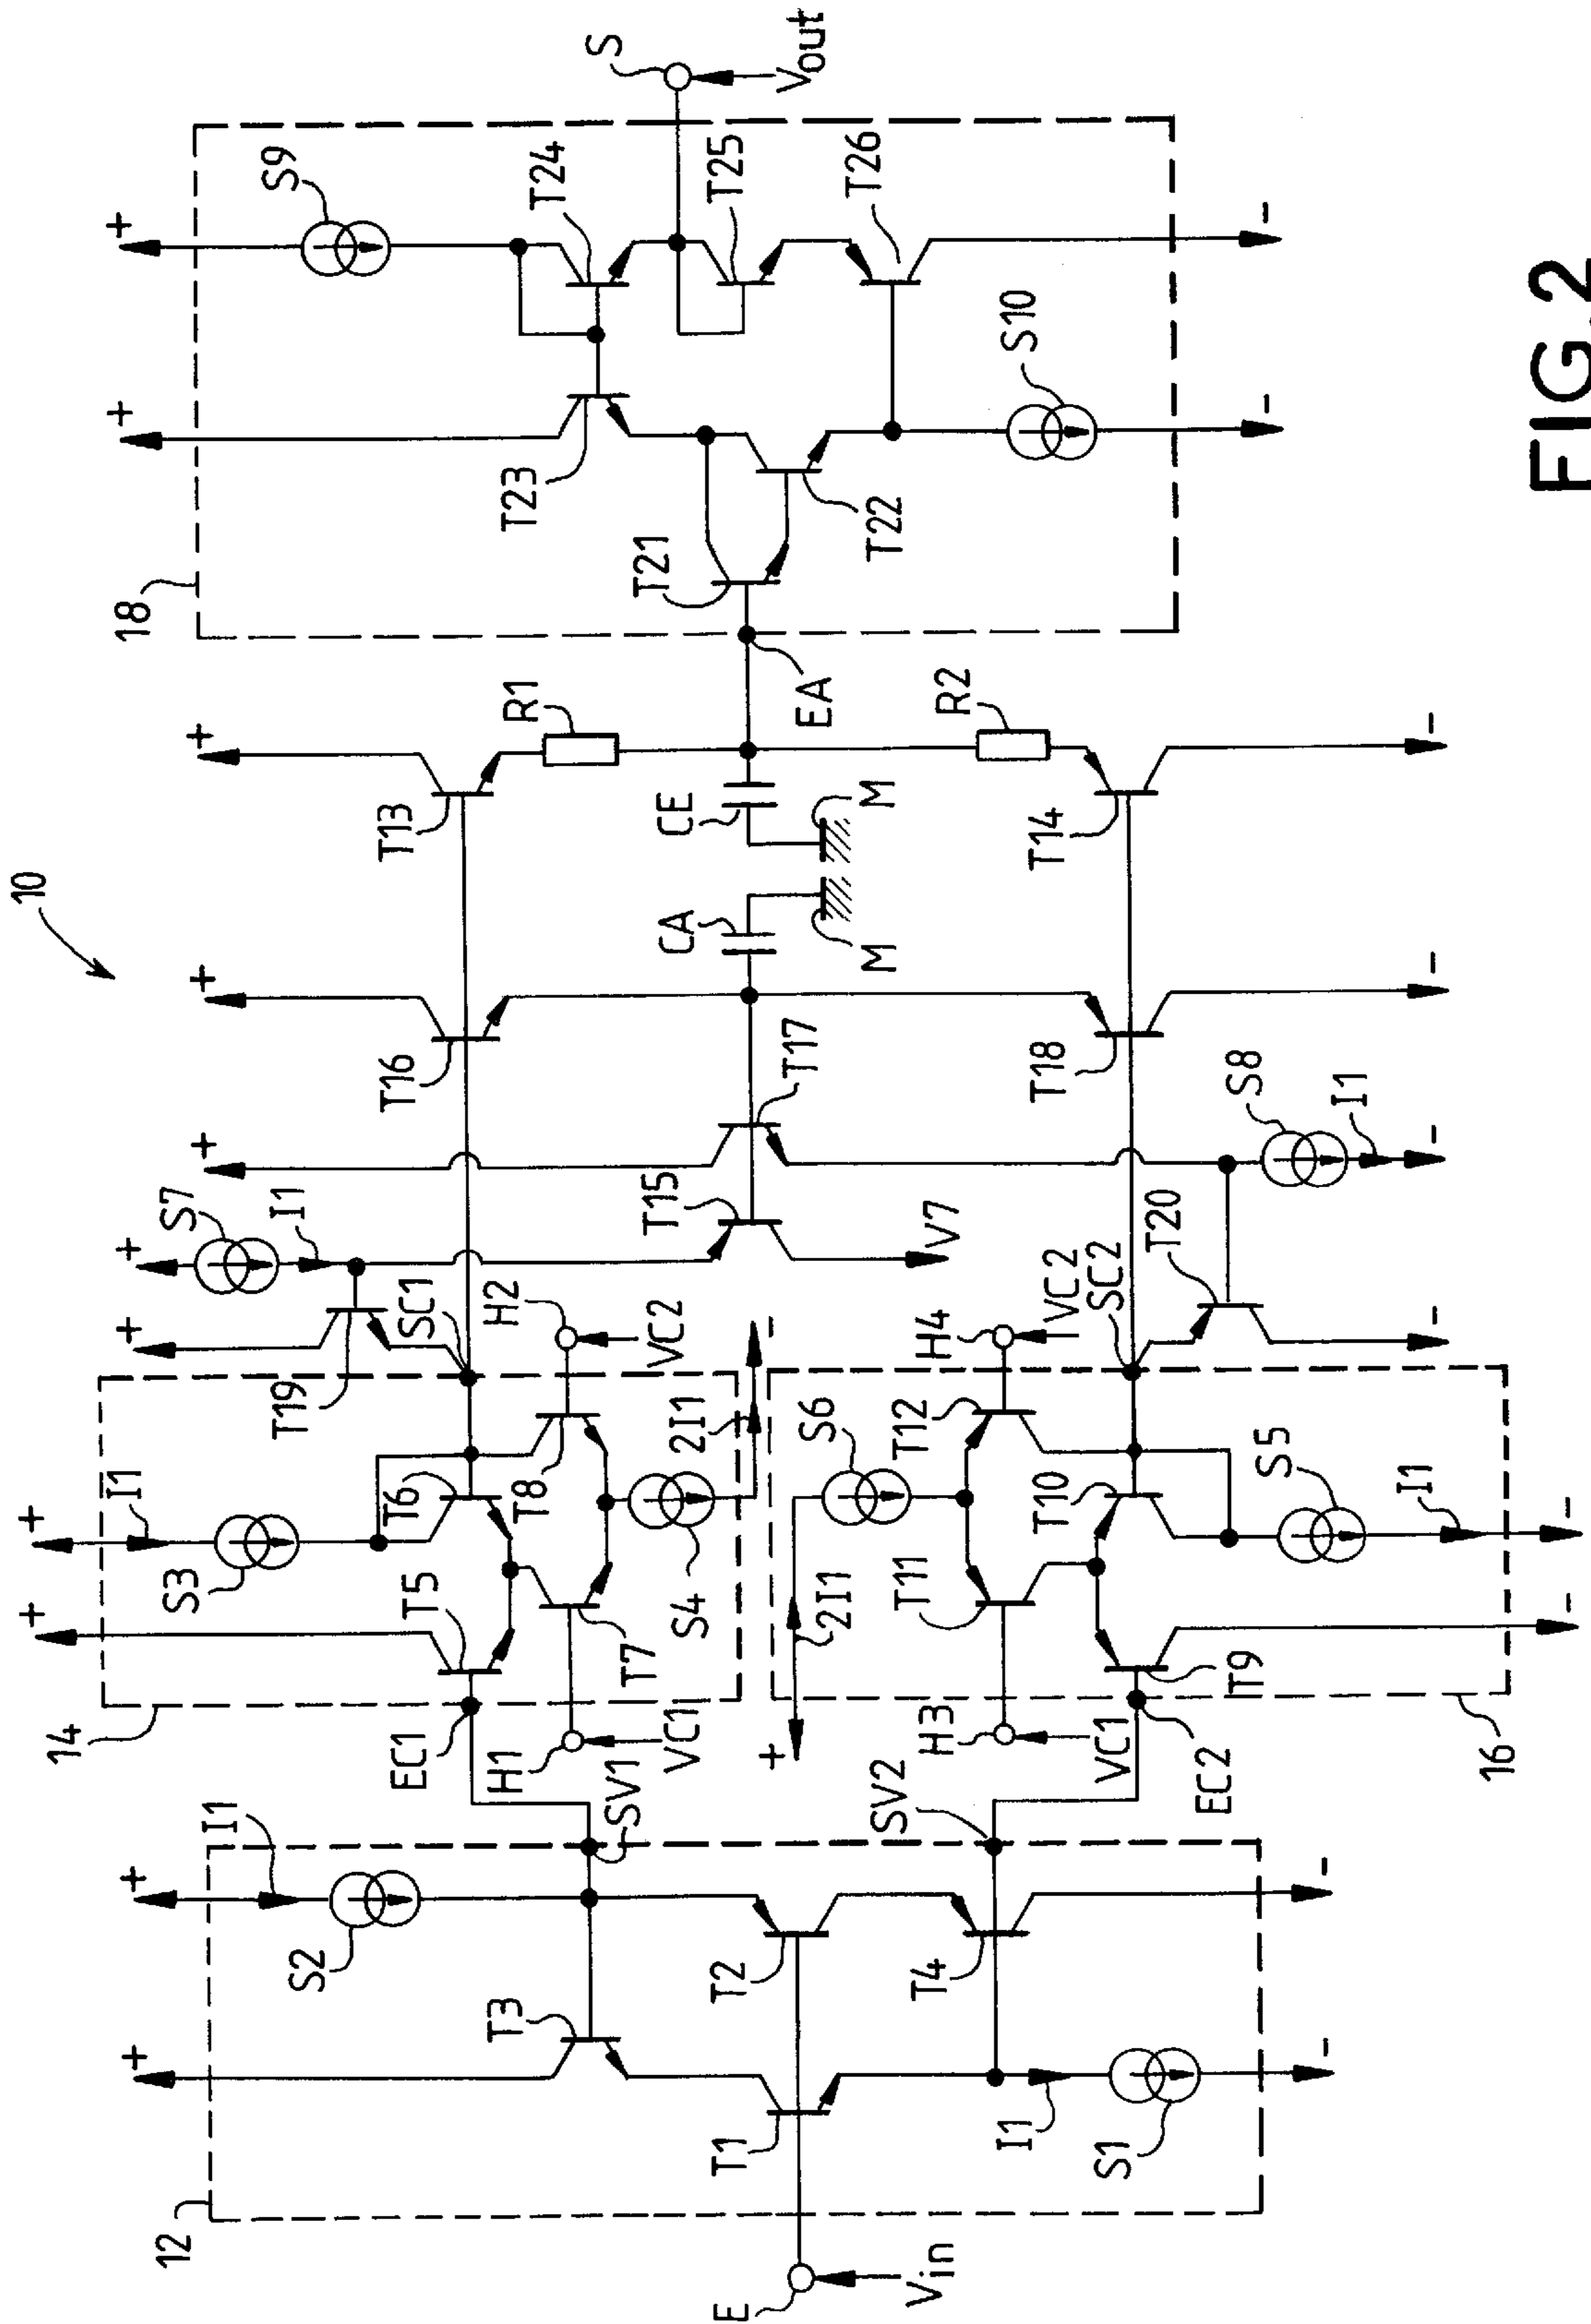 10
18
S9
S
Vout
T24
T25
T26
S10
T23
T21
T22
EA
R1
R2
T13
CE
M
T14
CA
M
T16
T17
T18
S7
I1
T15
V7
S8
I1
T20
T19
SC1
H2
VC2
H4
VC2
SC2
14
I1
S3
T6
T5
T8
T7
S4
2I1
EC1
H1
VC1
SV1
S6
T12
T11
2I1
T10
S5
I1
T9
H3
VC1
EC2
16
SV2
12
I1
S2
T3
T2
T4
T1
I1
S1
E
Vin
+
+
+
+
+
+
+
+
+
+
+
+
-
-
-
-
-
-
-
-
-
-
-
-
FIG.2